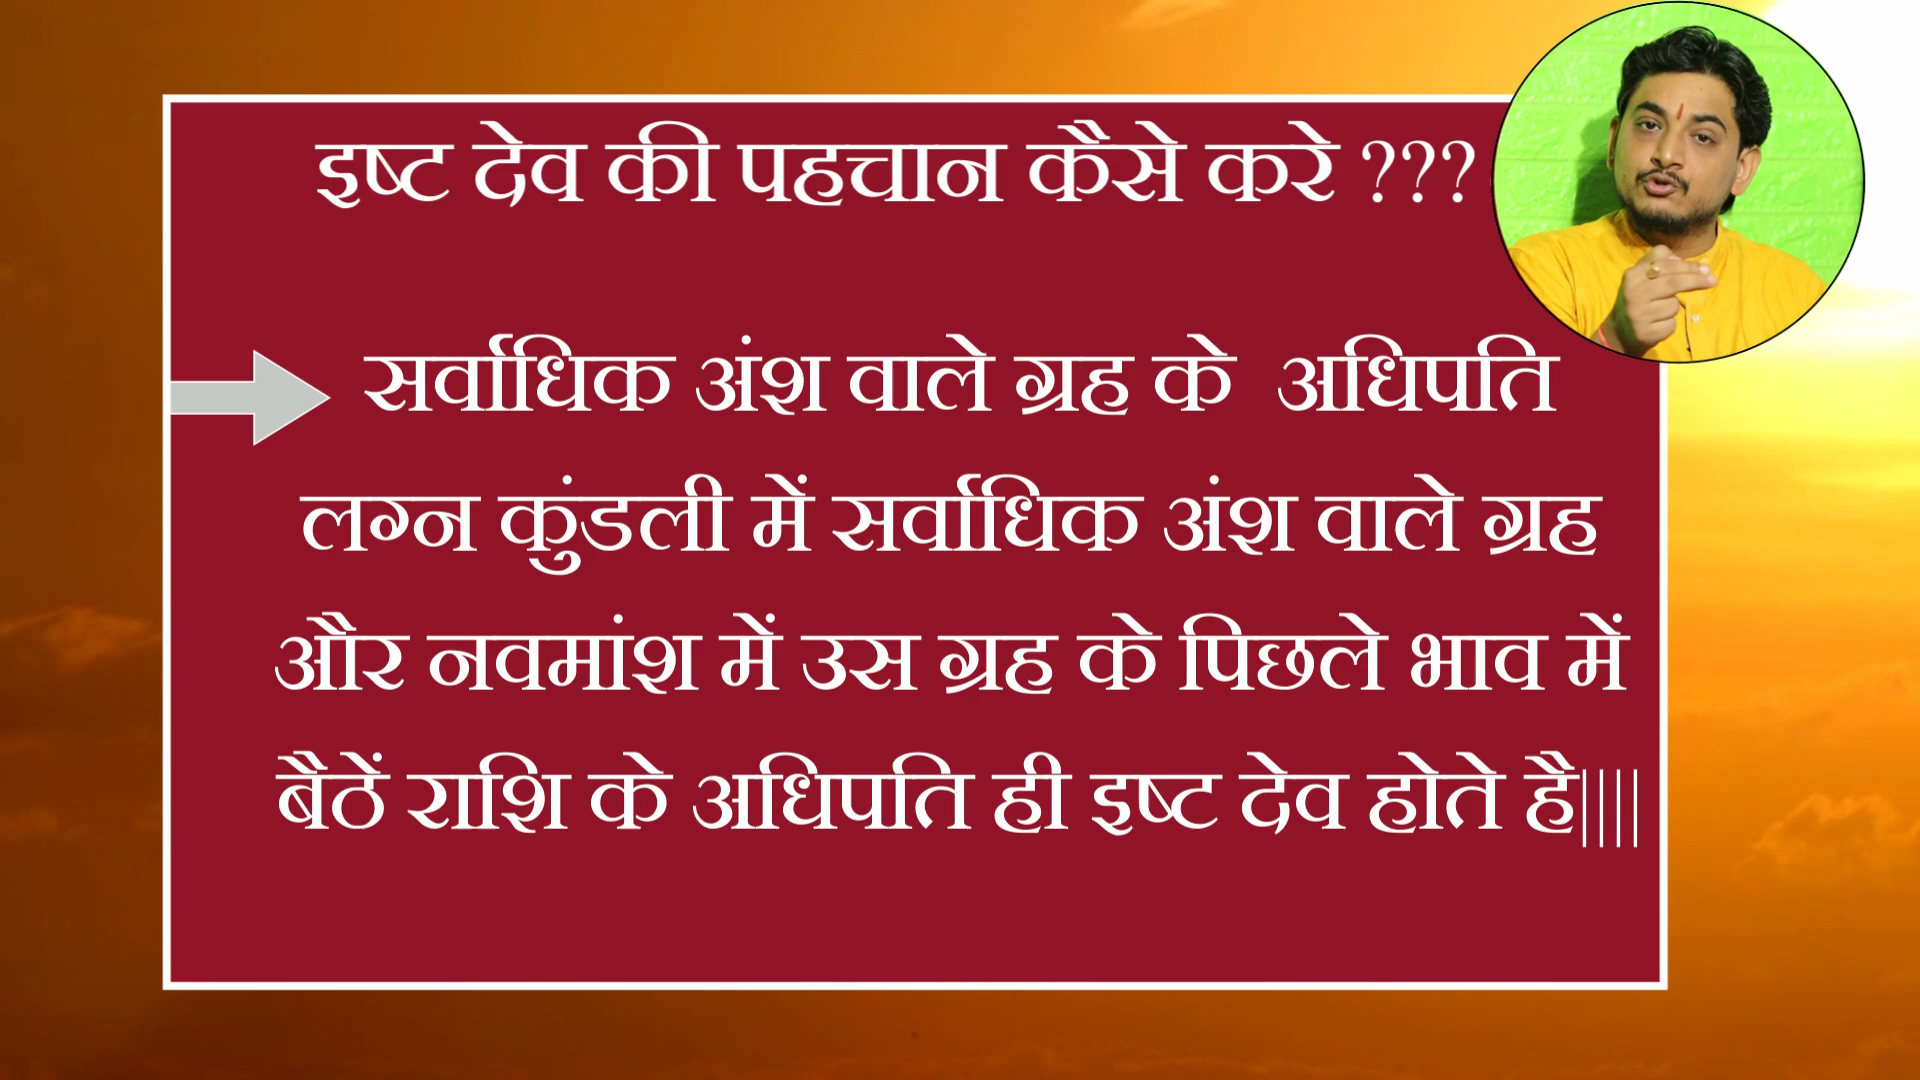 इष्ट देव की पहचान कैसे करे ???
सर्वाधिक अंश वाले ग्रह के अधिपति
लग्न कुंडली में सर्वाधिक अंश वाले ग्रह
और नवमांश में उस ग्रह के पिछले भाव में
बैठें राशि के अधिपति ही इष्ट देव होते है||||